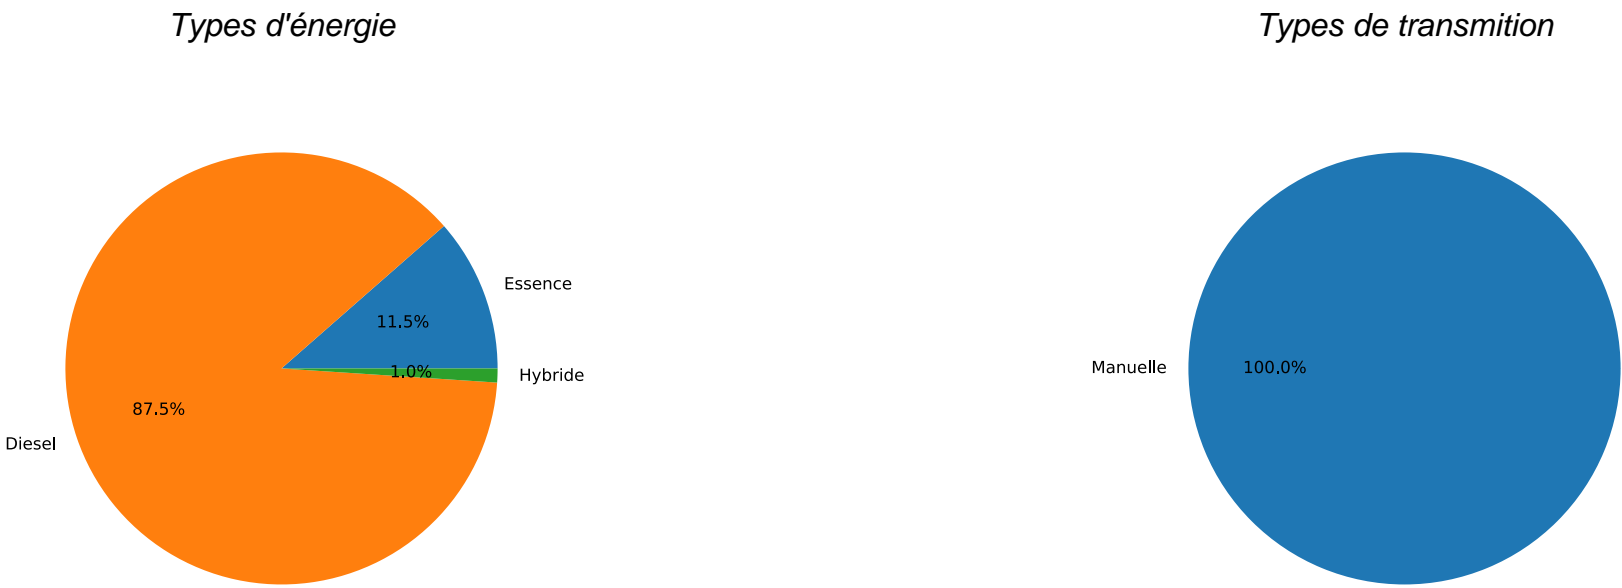 Types d'énergie
Types de transmition
Essence
11.5%
1.0%
Hybride
87.5%
Diesel
Manuelle
100.0%